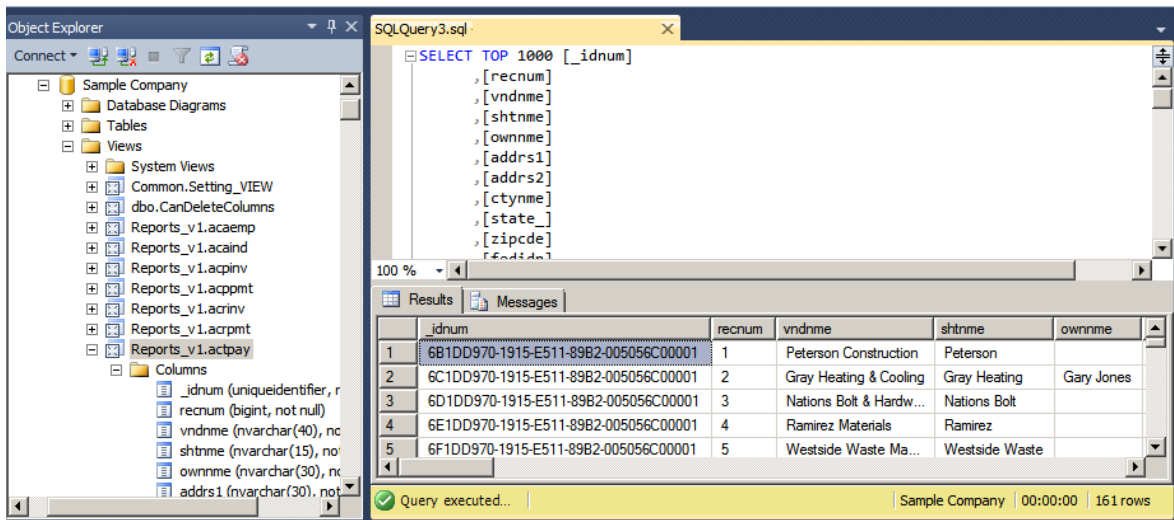 Object Explorer
Connect
Sample Company
Database Diagrams
Tables
Views
System Views
Common.Setting_VIEW
dbo.CanDeleteColumns
Reports_v1.acaemp
Reports_v1.acaind
Reports_v1.acpinv
Reports_v1.acppmt
Reports_v1.acrinv
Reports_v1.acrpmt
Reports_v1.actpay
Columns
_idnum (uniqueidentifier, r
recnum (bigint, not null)
vndnme (nvarchar(40), no
shtnme (nvarchar(15), no
ownnme (nvarchar(30), no
addrs1 (nvarchar(30), not
SQLQuery3.sql
SELECT TOP 1000 [_idnum]
,[recnum]
,[vndnme]
,[shtnme]
,[ownnme]
,[addrs1]
,[addrs2]
,[ctynme]
,[state_]
,[zipcde]
100 %
Results Messages
_idnum recnum vndnme shtnme ownnme
1 6B1DD970-1915-E511-89B2-005056C00001 1 Peterson Construction Peterson
2 6C1DD970-1915-E511-89B2-005056C00001 2 Gray Heating & Cooling Gray Heating Gary Jones
3 6D1DD970-1915-E511-89B2-005056C00001 3 Nations Bolt & Hardw... Nations Bolt
4 6E1DD970-1915-E511-89B2-005056C00001 4 Ramirez Materials Ramirez
5 6F1DD970-1915-E511-89B2-005056C00001 5 Westside Waste Ma... Westside Waste
Query executed... Sample Company 00:00:00 161 rows